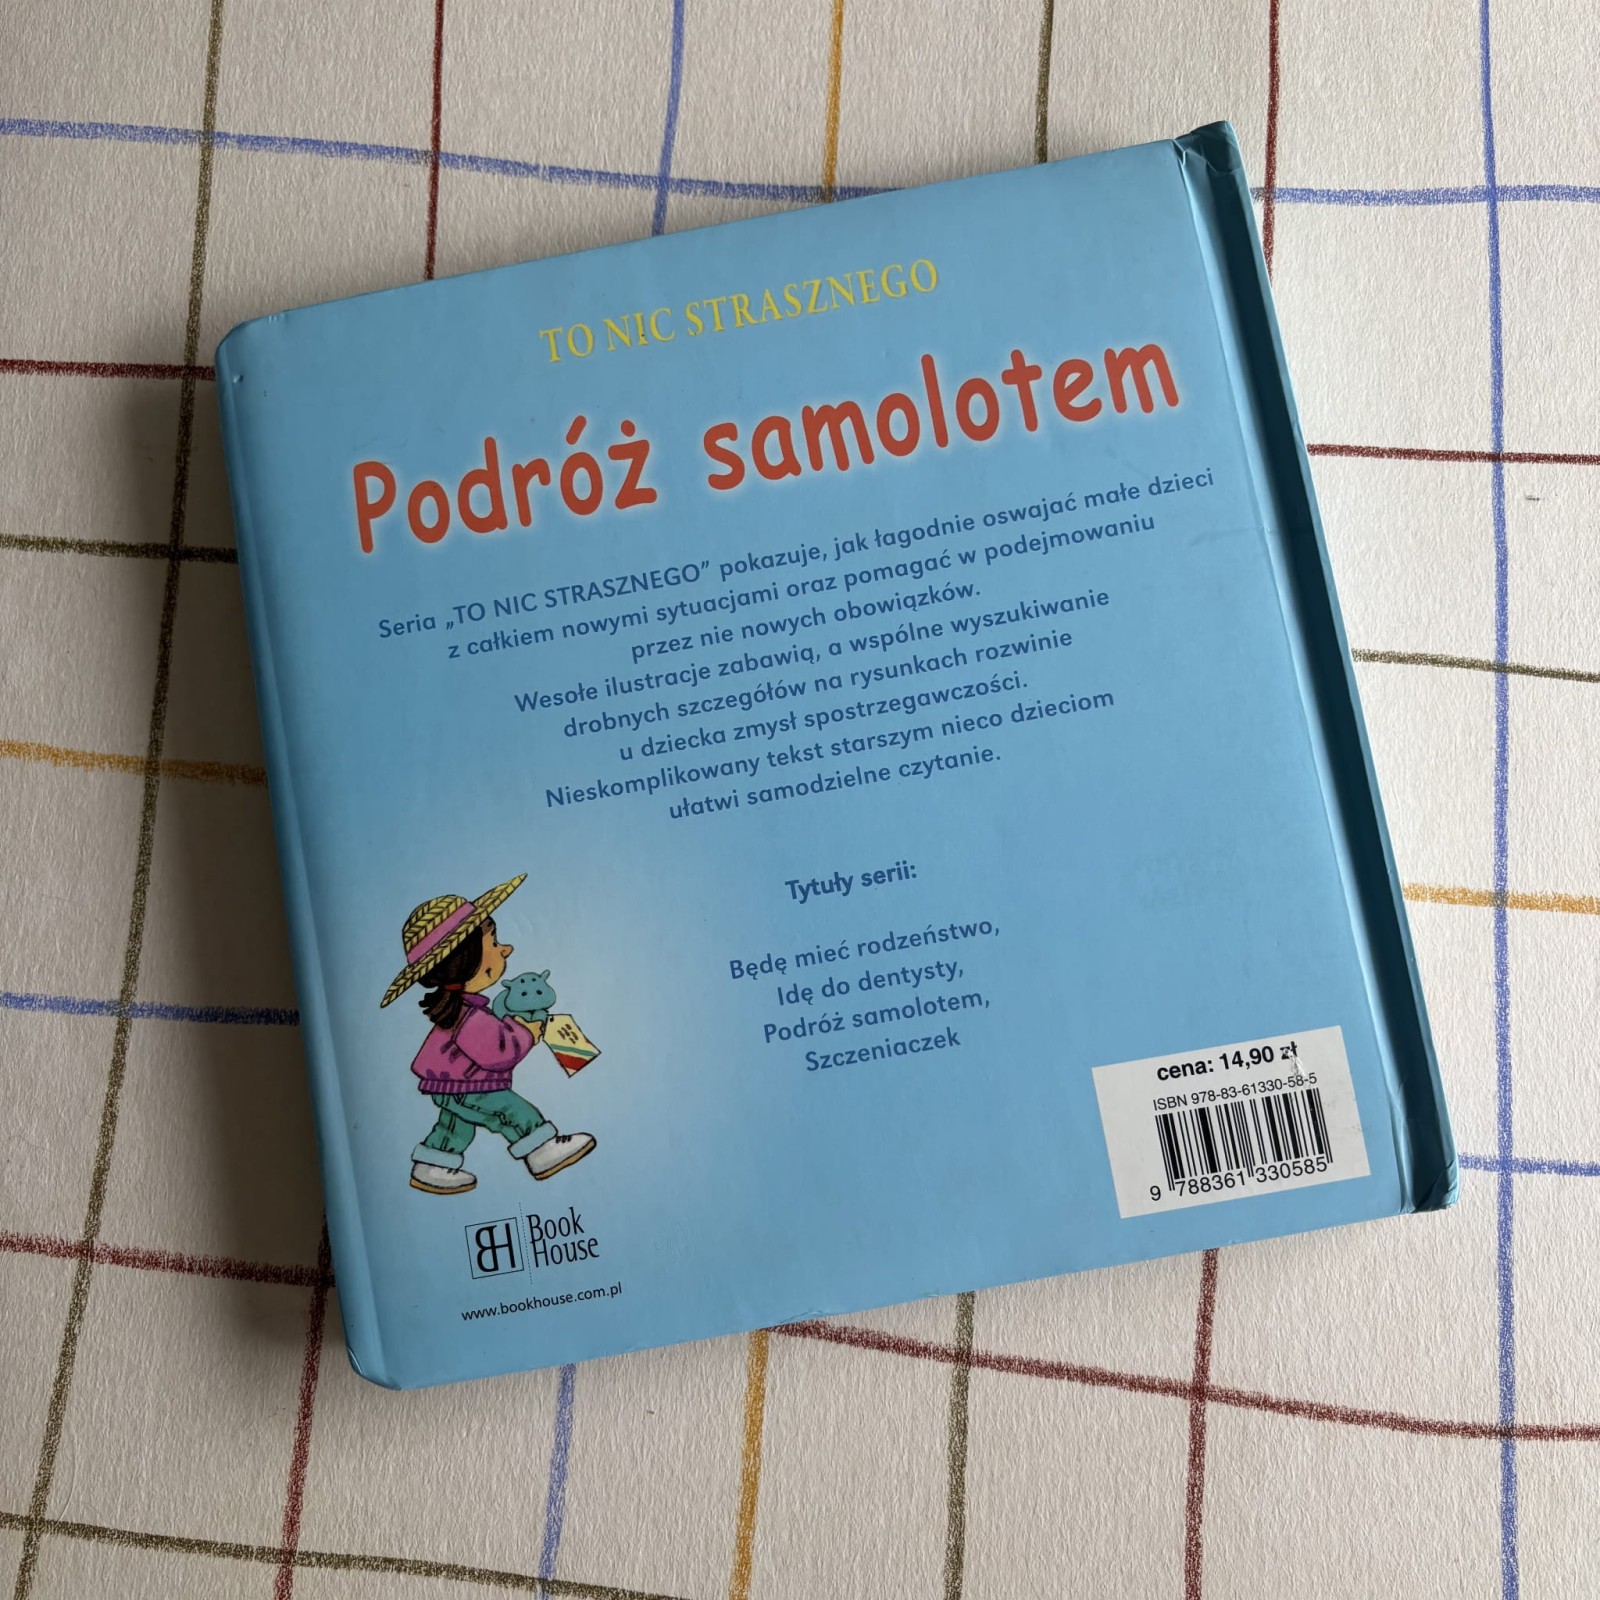 TO NIC STRASZNEGO
Podróż samolotem
Seria „TO NIC STRASZNEGO” pokazuje, jak łagodnie oswajać małe dzieci
z całkiem nowymi sytuacjami oraz pomagać w podejmowaniu
przez nie nowych obowiązków.
Wesołe ilustracje zabawią, a wspólne wyszukiwanie
drobnych szczegółów na rysunkach rozwinie
u dziecka zmysł spostrzegawczości.
Nieskomplikowany tekst starszym nieco dzieciom
ułatwi samodzielne czytanie.
Tytuły serii:
Będę mieć rodzeństwo,
Idę do dentysty,
Podróż samolotem,
Szczeniaczek
cena: 14,90 zł
ISBN 978-83-61330-58-5
9 788361 330585
BH Book
House
www.bookhouse.com.pl